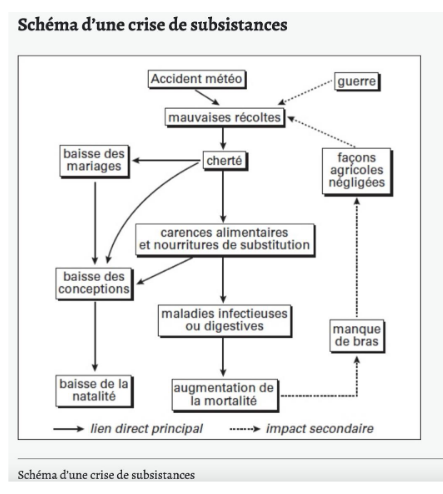 Schéma d’une crise de subsistances
Accident météo
guerre
mauvaises récoltes
baisse des
mariages
cherté
façons
agricoles
négligées
carences alimentaires
et nourritures de substitution
baisse des
conceptions
maladies infectieuses
ou digestives
manque
de bras
baisse de la
natalité
augmentation de
la mortalité
lien direct principal
impact secondaire
Schéma d’une crise de subsistances